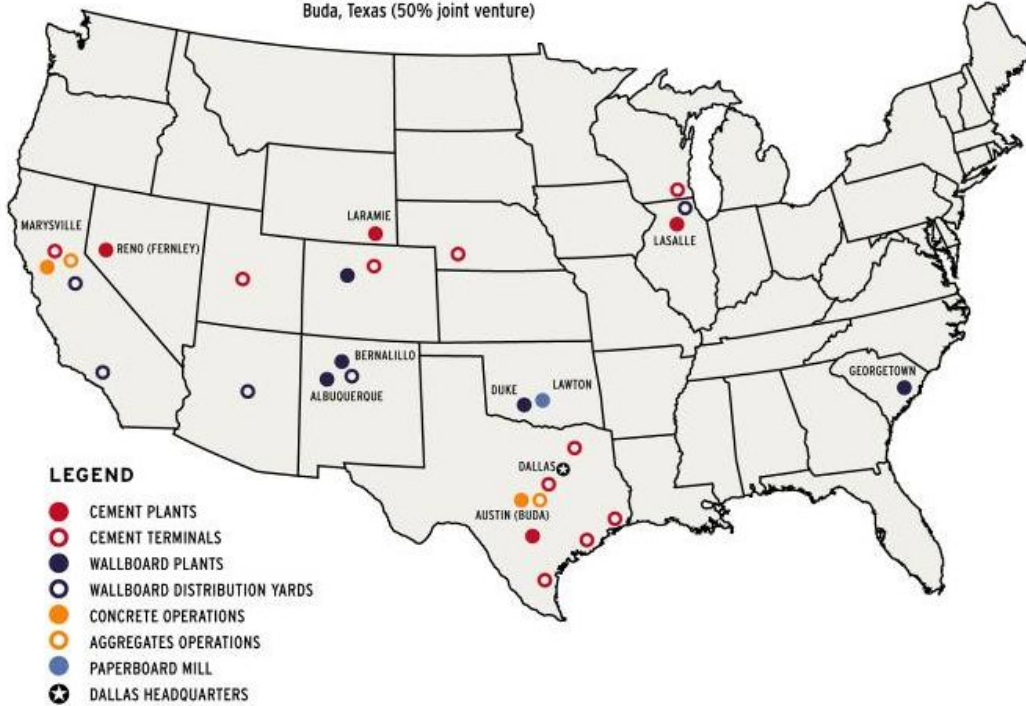 Buda, Texas (50% joint venture)
LARAMIE
MARYSVILLE
RENO (FERNLEY)
LASALLE
BERNALILLO
ALBUQUERQUE
DUKE
LAWTON
GEORGETOWN
DALLAS
AUSTIN (BUDA)
LEGEND
CEMENT PLANTS
CEMENT TERMINALS
WALLBOARD PLANTS
WALLBOARD DISTRIBUTION YARDS
CONCRETE OPERATIONS
AGGREGATES OPERATIONS
PAPERBOARD MILL
DALLAS HEADQUARTERS